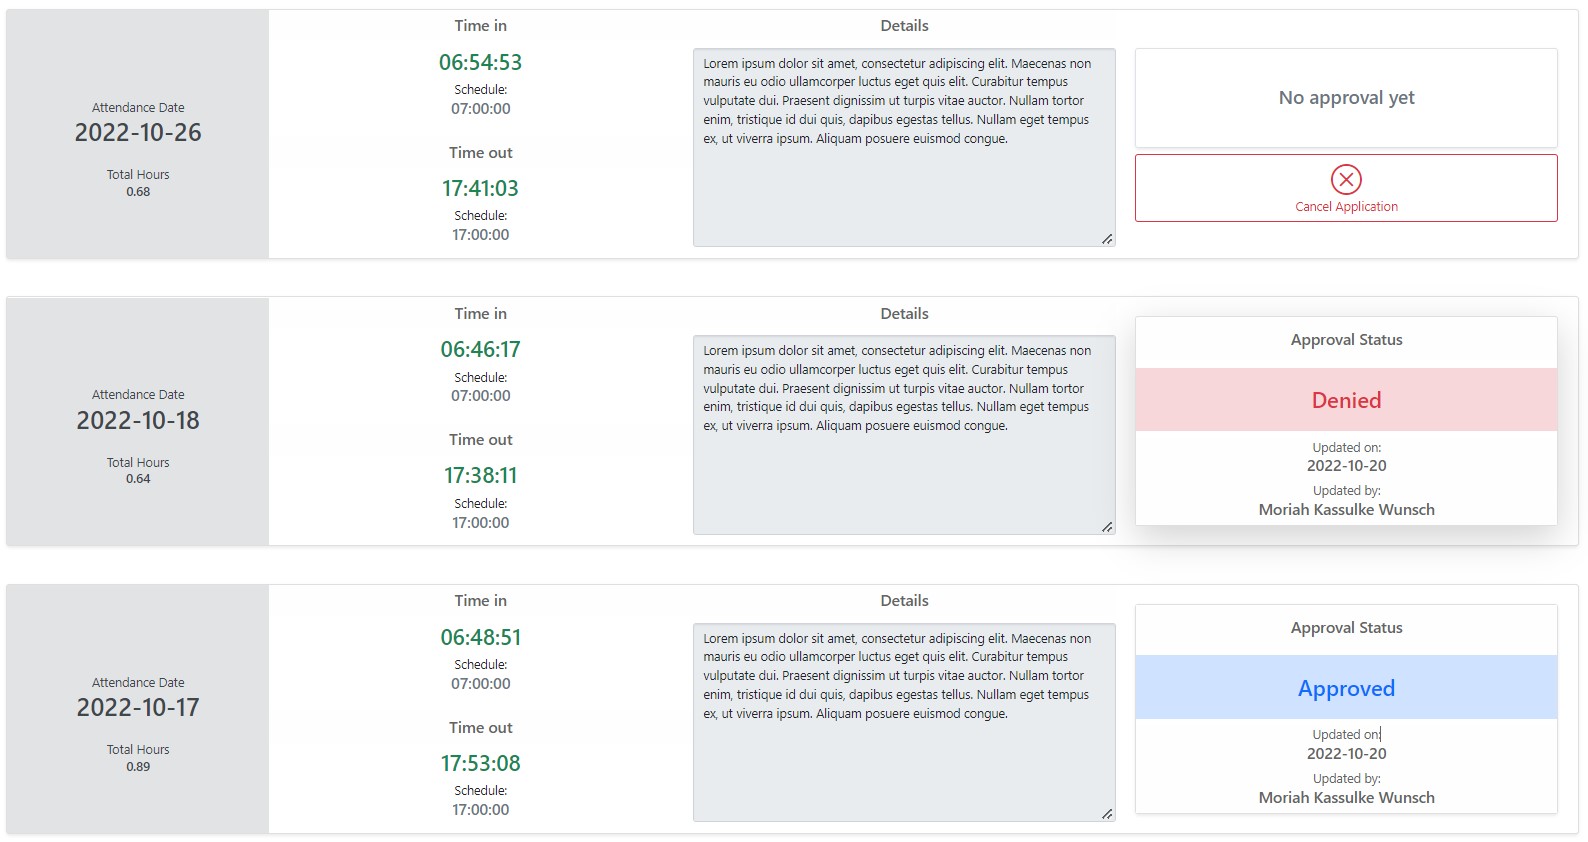 Attendance Date
2022-10-26
Total Hours
0.68
Time in
06:54:53
Schedule:
07:00:00
Time out
17:41:03
Schedule:
17:00:00
Details
Lorem ipsum dolor sit amet, consectetur adipiscing elit. Maecenas non
mauris eu odio ullamcorper luctus eget quis elit. Curabitur tempus
vulputate dui. Praesent dignissim ut turpis vitae auctor. Nullam tortor
enim, tristique id dui quis, dapibus egestas tellus. Nullam eget tempus
ex, ut viverra ipsum. Aliquam posuere euismod congue.
No approval yet
Cancel Application
Attendance Date
2022-10-18
Total Hours
0.64
Time in
06:46:17
Schedule:
07:00:00
Time out
17:38:11
Schedule:
17:00:00
Details
Lorem ipsum dolor sit amet, consectetur adipiscing elit. Maecenas non
mauris eu odio ullamcorper luctus eget quis elit. Curabitur tempus
vulputate dui. Praesent dignissim ut turpis vitae auctor. Nullam tortor
enim, tristique id dui quis, dapibus egestas tellus. Nullam eget tempus
ex, ut viverra ipsum. Aliquam posuere euismod congue.
Approval Status
Denied
Updated on:
2022-10-20
Updated by:
Moriah Kassulke Wunsch
Attendance Date
2022-10-17
Total Hours
0.89
Time in
06:48:51
Schedule:
07:00:00
Time out
17:53:08
Schedule:
17:00:00
Details
Lorem ipsum dolor sit amet, consectetur adipiscing elit. Maecenas non
mauris eu odio ullamcorper luctus eget quis elit. Curabitur tempus
vulputate dui. Praesent dignissim ut turpis vitae auctor. Nullam tortor
enim, tristique id dui quis, dapibus egestas tellus. Nullam eget tempus
ex, ut viverra ipsum. Aliquam posuere euismod congue.
Approval Status
Approved
Updated on:
2022-10-20
Updated by:
Moriah Kassulke Wunsch